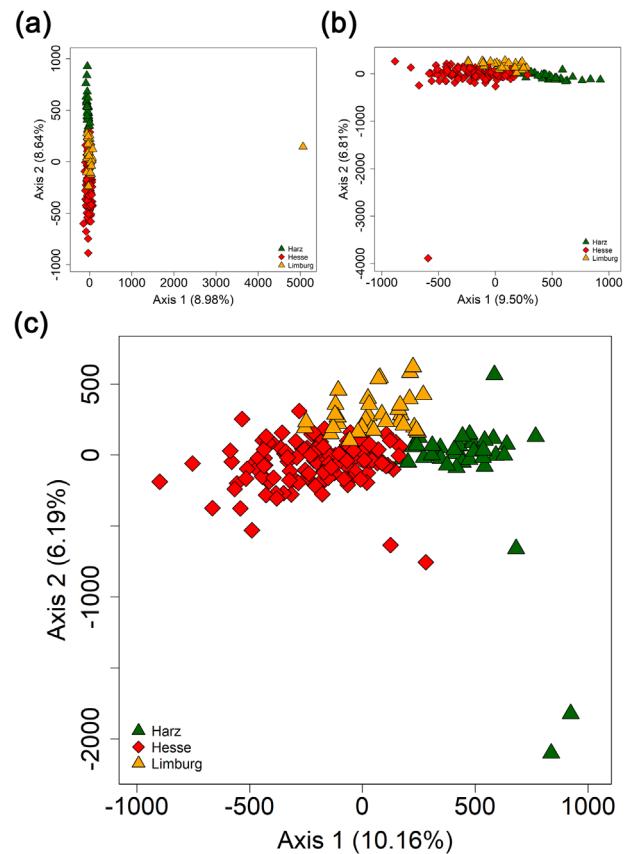 (a)
1000
500
0
-500
-1000
Axis 2 (8.64%)
Harz
Hesse
Limburg
0 1000 2000 3000 4000 5000
Axis 1 (8.98%)
(b)
0
-1000
-2000
-3000
-4000
Axis 2 (6.81%)
Harz
Hesse
Limburg
-1000 -500 0 500 1000
Axis 1 (9.50%)
(c)
500
0
-1000
-2000
Axis 2 (6.19%)
Harz
Hesse
Limburg
-1000 -500 0 500 1000
Axis 1 (10.16%)